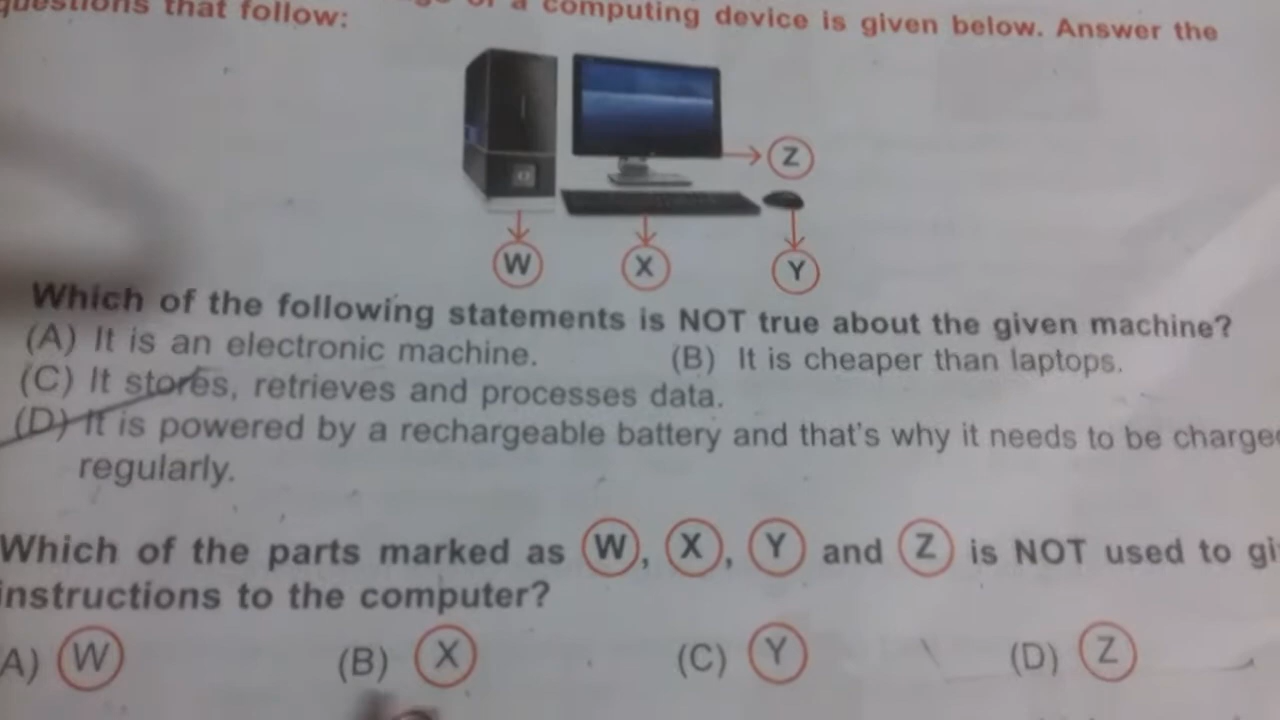 questions that follow:
a computing device is given below. Answer the
Z
W
X
Y
Which of the following statements is NOT true about the given machine?
(A) It is an electronic machine. (B) It is cheaper than laptops.
(C) It stores, retrieves and processes data.
(D) It is powered by a rechargeable battery and that's why it needs to be charge
regularly.
Which of the parts marked as W, X, Y and Z is NOT used to gi
instructions to the computer?
A) W (B) X (C) Y (D) Z